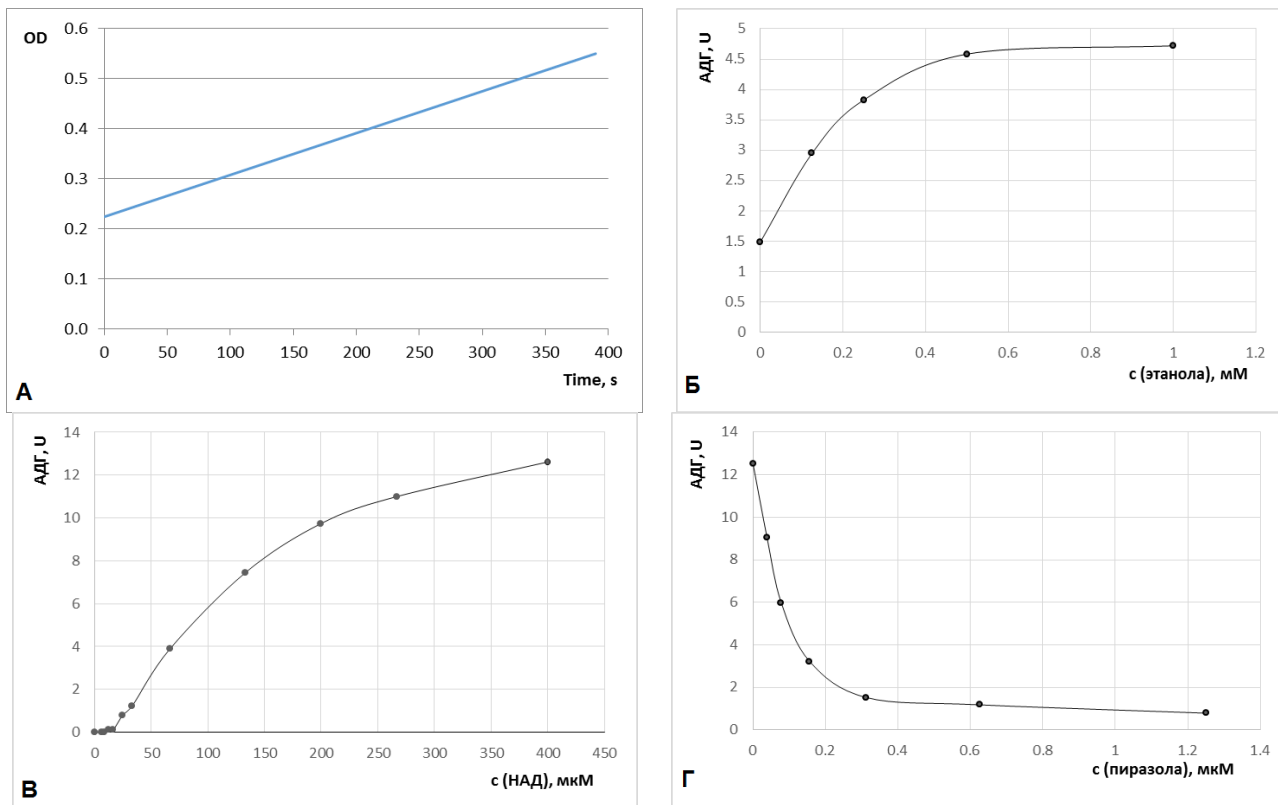 OD
0.6
0.5
0.4
0.3
0.2
0.1
0.0
0 50 100 150 200 250 300 350 400
Time, s
А
АДГ, U
5
4.5
4
3.5
3
2.5
2
1.5
1
0.5
0
0 0.2 0.4 0.6 0.8 1 1.2
с (этанола), мМ
Б
АДГ, U
14
12
10
8
6
4
2
0
0 50 100 150 200 250 300 350 400 450
с (НАД), мкМ
В
АДГ, U
14
12
10
8
6
4
2
0
0 0.2 0.4 0.6 0.8 1 1.2 1.4
с (пиразола), мкМ
Г